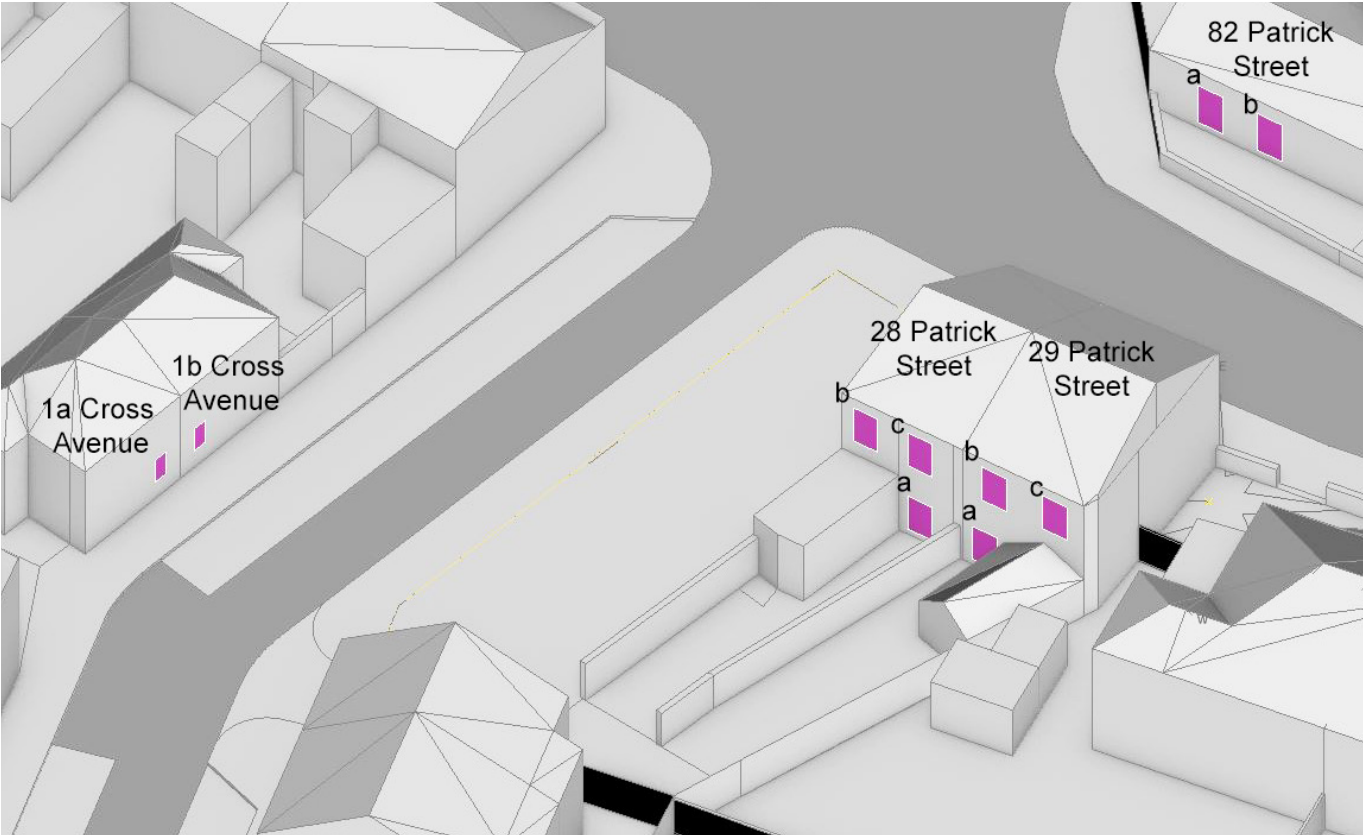 82 Patrick
Street
a
b
28 Patrick
Street
29 Patrick
Street
b
c
a
b
a
c
1b Cross
Avenue
1a Cross
Avenue